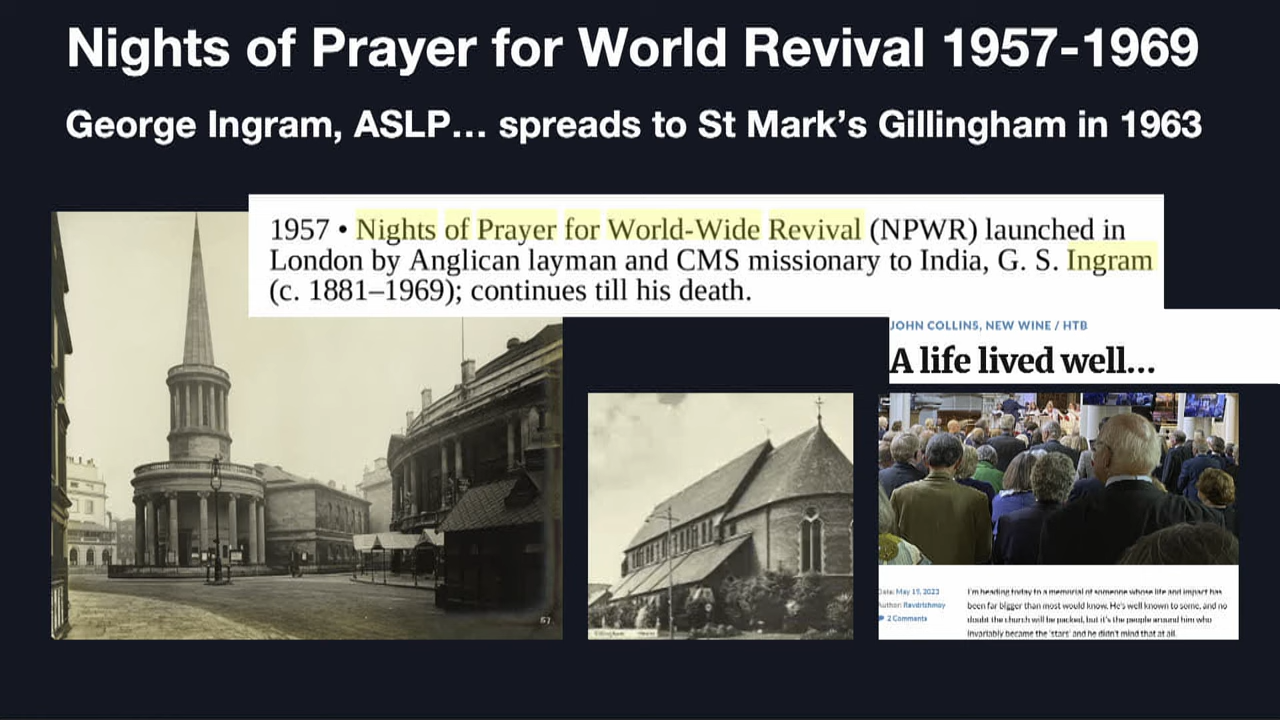 Nights of Prayer for World Revival 1957-1969
George Ingram, ASLP... spreads to St Mark's Gillingham in 1963
1957 • Nights of Prayer for World-Wide Revival (NPWR) launched in
London by Anglican layman and CMS missionary to India, G. S. Ingram
(c. 1881–1969); continues till his death.
JOHN COLLINS, NEW WINE / HTB
A life lived well...
Date: May 19, 2023
Author: Revdrichmoy
2 Comments
I'm heading today to a memorial of someone whose life and impact has
been far bigger than most would know. He's well known to some, and no
doubt the church will be packed, but it's the people around him who
invariably became the 'stars' and he didn't mind that at all.
57